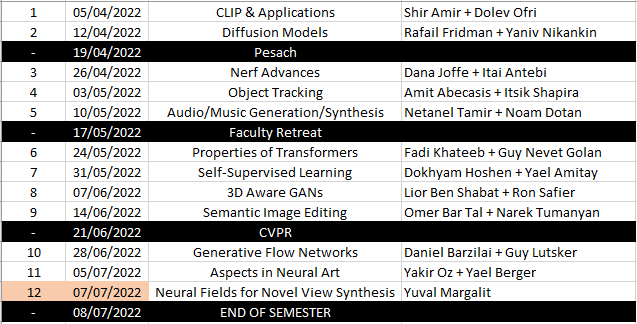 1 05/04/2022 CLIP & Applications Shir Amir + Dolev Ofri
2 12/04/2022 Diffusion Models Rafail Fridman + Yaniv Nikankin
- 19/04/2022 Pesach
3 26/04/2022 Nerf Advances Dana Joffe + Itai Antebi
4 03/05/2022 Object Tracking Amit Abecasis + Itsik Shapira
5 10/05/2022 Audio/Music Generation/Synthesis Netanel Tamir + Noam Dotan
- 17/05/2022 Faculty Retreat
6 24/05/2022 Properties of Transformers Fadi Khateeb + Guy Nevet Golan
7 31/05/2022 Self-Supervised Learning Dokhyam Hoshen + Yael Amitay
8 07/06/2022 3D Aware GANs Lior Ben Shabat + Ron Safier
9 14/06/2022 Semantic Image Editing Omer Bar Tal + Narek Tumanyan
- 21/06/2022 CVPR
10 28/06/2022 Generative Flow Networks Daniel Barzilai + Guy Lutsker
11 05/07/2022 Aspects in Neural Art Yakir Oz + Yael Berger
12 07/07/2022 Neural Fields for Novel View Synthesis Yuval Margalit
- 08/07/2022 END OF SEMESTER